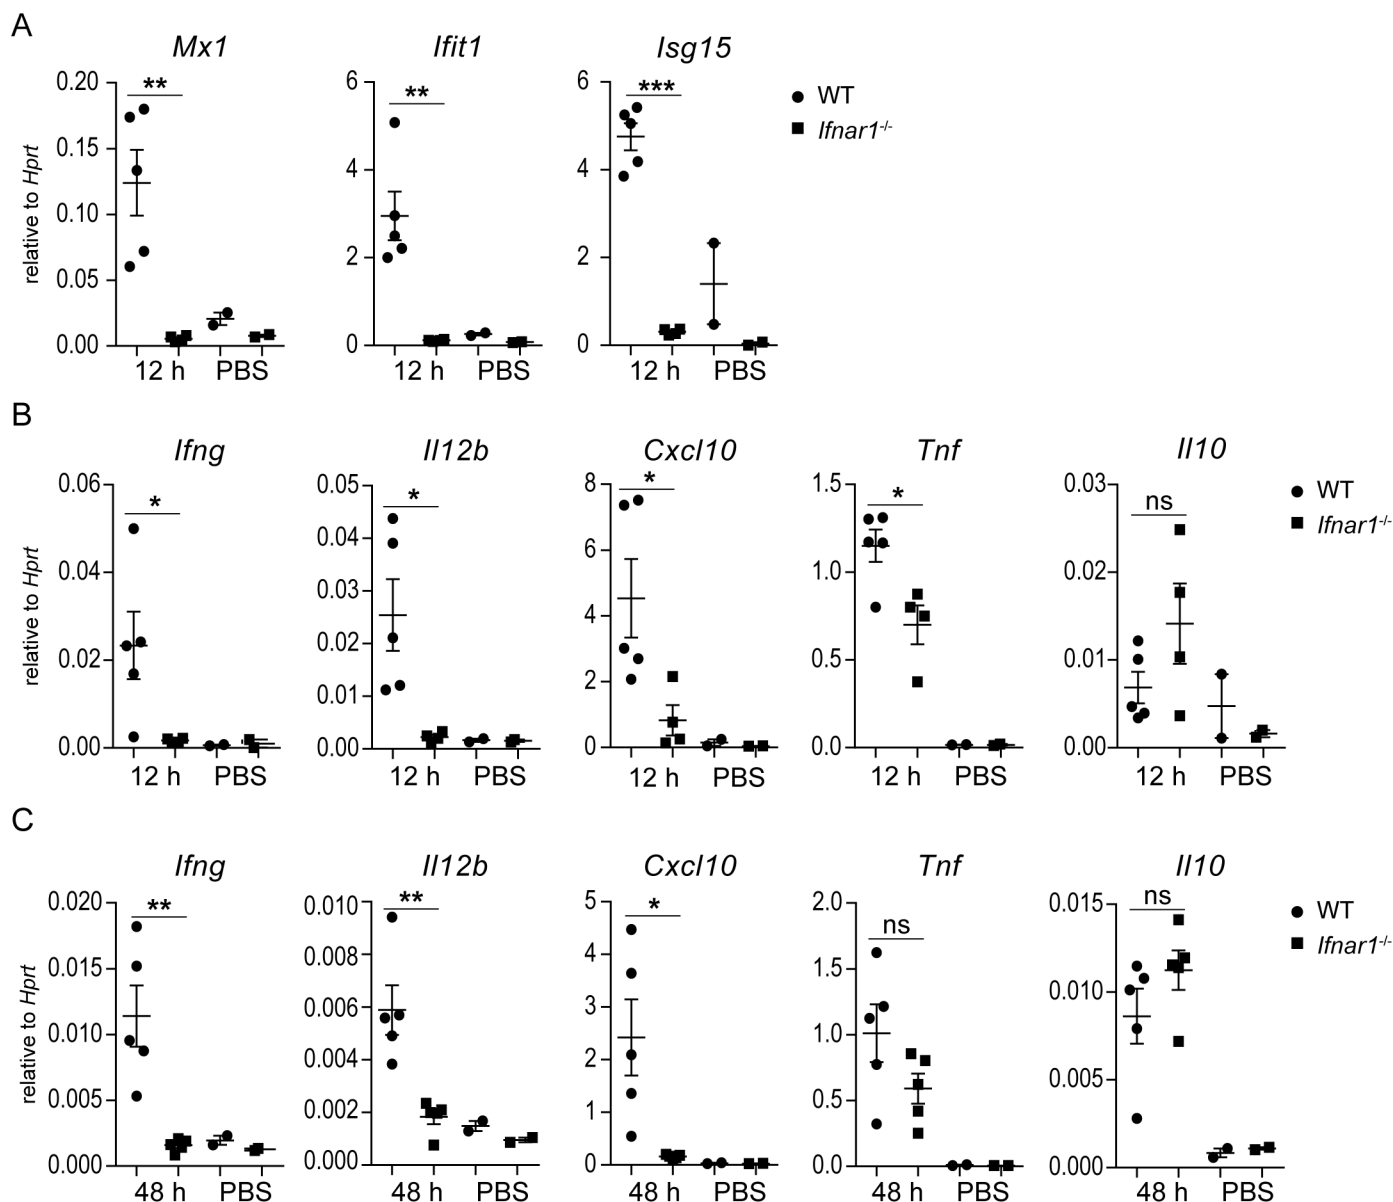 A
Mx1 Ifit1 Isg15
** ** ***
0.20 0.15 0.10 0.05 0.00
6 4 2 0
6 4 2 0
relative to Hprt
12 h PBS 12 h PBS 12 h PBS
WT
Ifnar1-/-
B
Ifng Il12b Cxcl10 Tnf Il10
* * * * ns
0.06 0.04 0.02 0.00
0.05 0.04 0.03 0.02 0.01 0.00
8 6 4 2 0
1.5 1.0 0.5 0.0
0.03 0.02 0.01 0.00
relative to Hprt
12 h PBS 12 h PBS 12 h PBS 12 h PBS 12 h PBS
WT
Ifnar1-/-
C
Ifng Il12b Cxcl10 Tnf Il10
** ** * ns ns
0.020 0.015 0.010 0.005 0.000
0.010 0.008 0.006 0.004 0.002 0.000
5 4 3 2 1 0
2.0 1.5 1.0 0.5 0.0
0.015 0.010 0.005 0.000
relative to Hprt
48 h PBS 48 h PBS 48 h PBS 48 h PBS 48 h PBS
WT
Ifnar1-/-